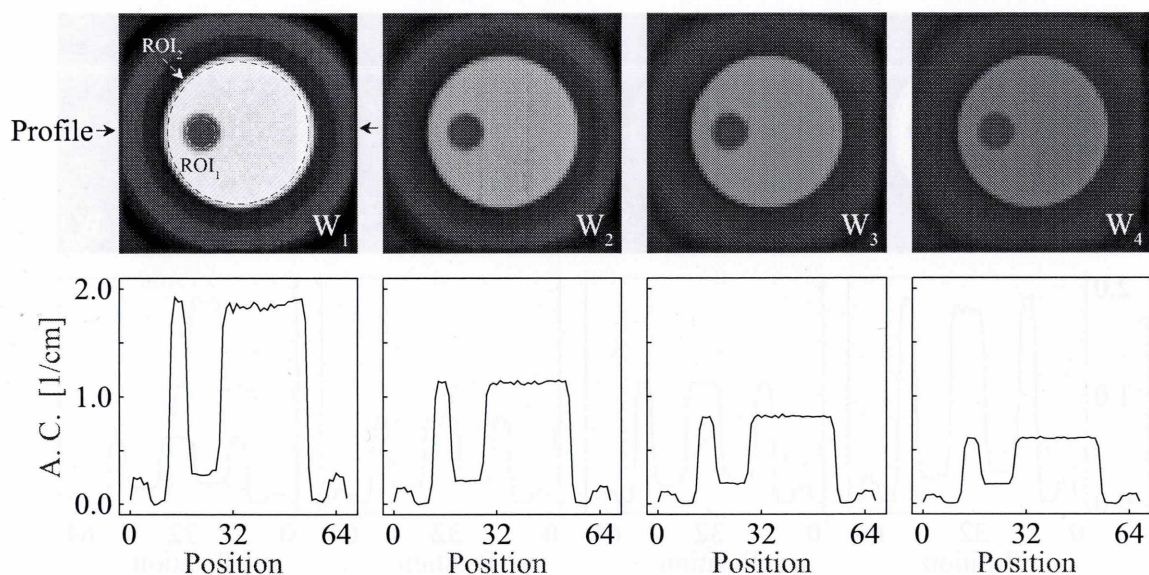 ROI₂
Profile
ROI₁
W₁
W₂
W₃
W₄
A. C. [1/cm]
2.0
1.0
0.0
0 32 64
0 32 64
0 32 64
0 32 64
Position
Position
Position
Position